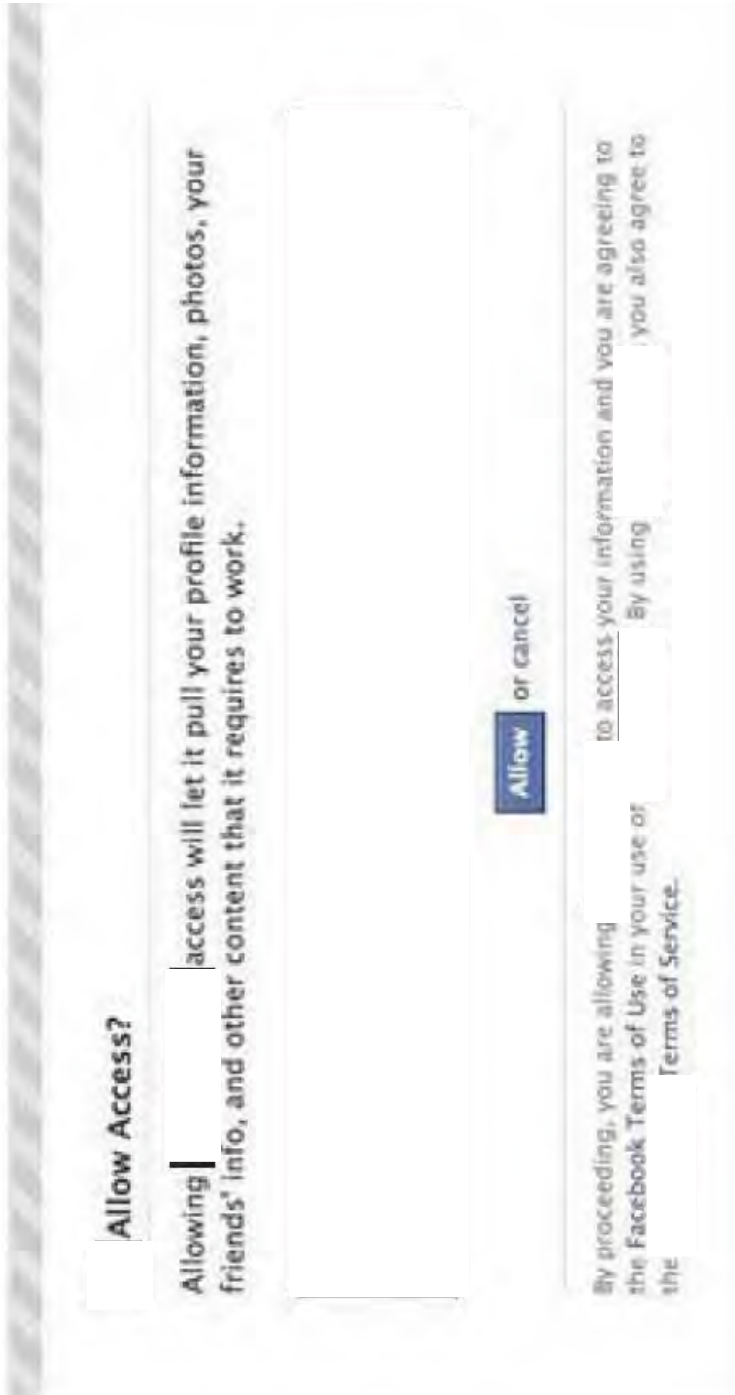 Allow Access?
Allowing access will let it pull your profile information, photos, your
friends' info, and other content that it requires to work.
Allow or cancel
By proceeding, you are allowing to access your information and you are agreeing to
the Facebook Terms of Use in your use of By using you also agree to
the Terms of Service.